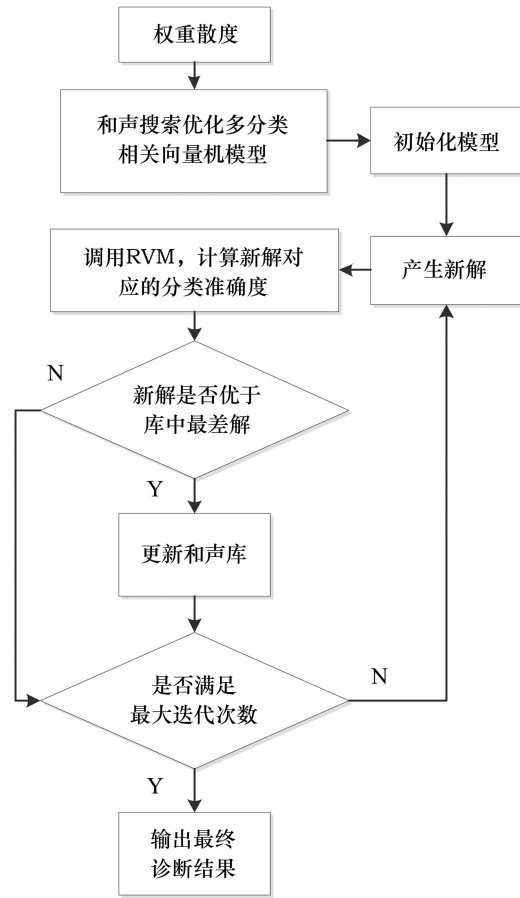 权重散度
和声搜索优化多分类
相关向量机模型
初始化模型
调用RVM，计算新解对
应的分类准确度
产生新解
N
新解是否优于
库中最差解
Y
更新和声库
是否满足
最大迭代次数
N
Y
输出最终
诊断结果